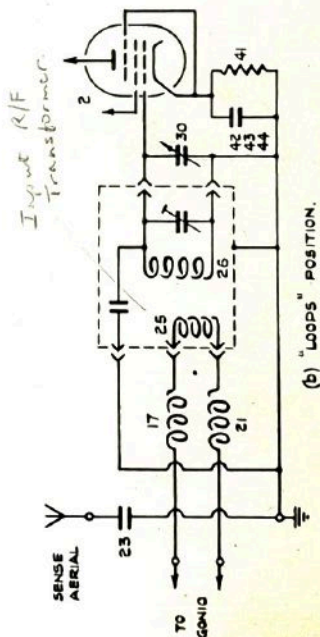 Input R/F
Transformer.
SENSE
AERIAL
23
TO
GONIO
17
21
25
26
30
2
41
42
43
44
(b) "LOOPS" POSITION.